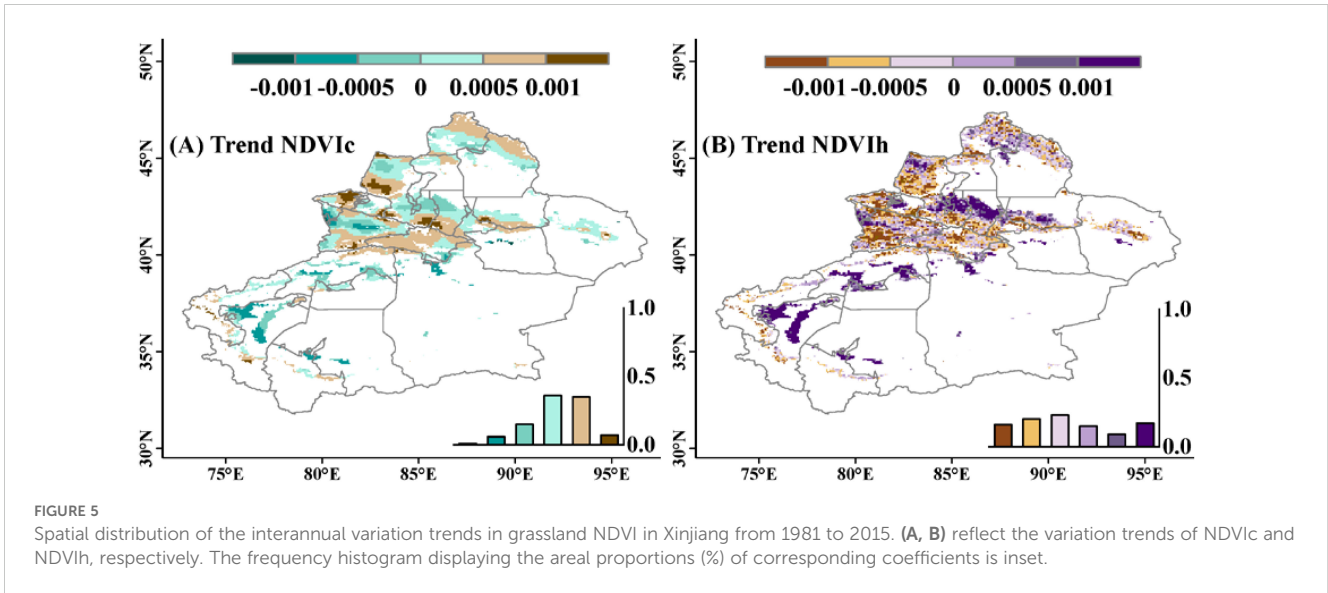 50°N
45°N
40°N
35°N
30°N
-0.001 -0.0005 0 0.0005 0.001
(A) Trend NDVIc
1.0
0.5
0.0
75°E 80°E 85°E 90°E 95°E
50°N
45°N
40°N
35°N
30°N
-0.001 -0.0005 0 0.0005 0.001
(B) Trend NDVIh
1.0
0.5
0.0
75°E 80°E 85°E 90°E 95°E
FIGURE 5
Spatial distribution of the interannual variation trends in grassland NDVI in Xinjiang from 1981 to 2015. (A, B) reflect the variation trends of NDVIc and
NDVIh, respectively. The frequency histogram displaying the areal proportions (%) of corresponding coefficients is inset.